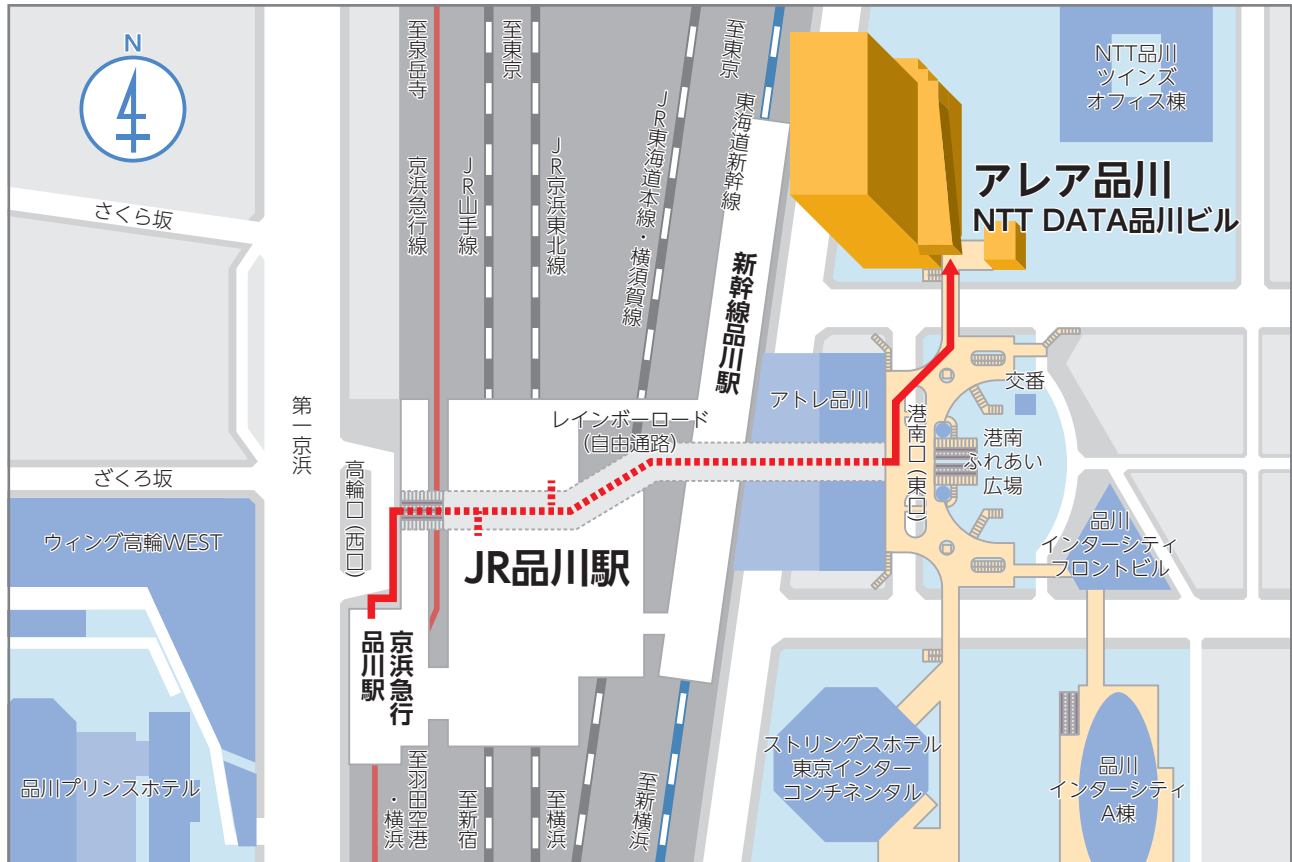 N
至泉岳寺
京浜急行線
至東京
JR山手線
JR京浜東北線
JR東海道本線・横須賀線
至東京
東海道新幹線
NTT品川
ツインズ
オフィス棟
アレア品川
NTT DATA品川ビル
さくら坂
新幹線品川駅
第一京浜
ざくろ坂
高輪口（西口）
レインボーロード
（自由通路）
アトレ品川
港南口（東口）
交番
港南
ふれあい
広場
ウィング高輪WEST
JR品川駅
品川
インターシティ
フロントビル
京浜急行
品川駅
品川プリンスホテル
至羽田空港
・横浜
至新宿
至横浜
至新横浜
ストリングスホテル
東京インター
コンチネンタル
品川
インターシティ
A棟